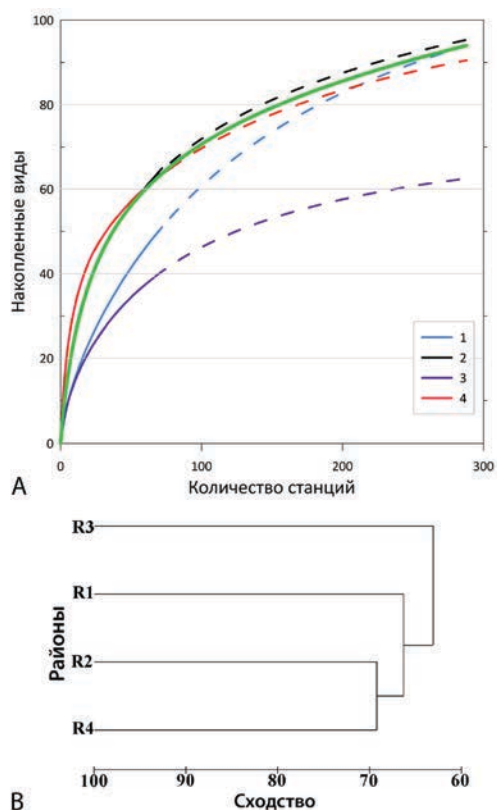 100
80
60
40
20
0
Накопленные виды
1
2
3
4
0 100 200 300
A
Количество станций
R3
R1
R2
R4
Районы
100 90 80 70 60
B
Сходство